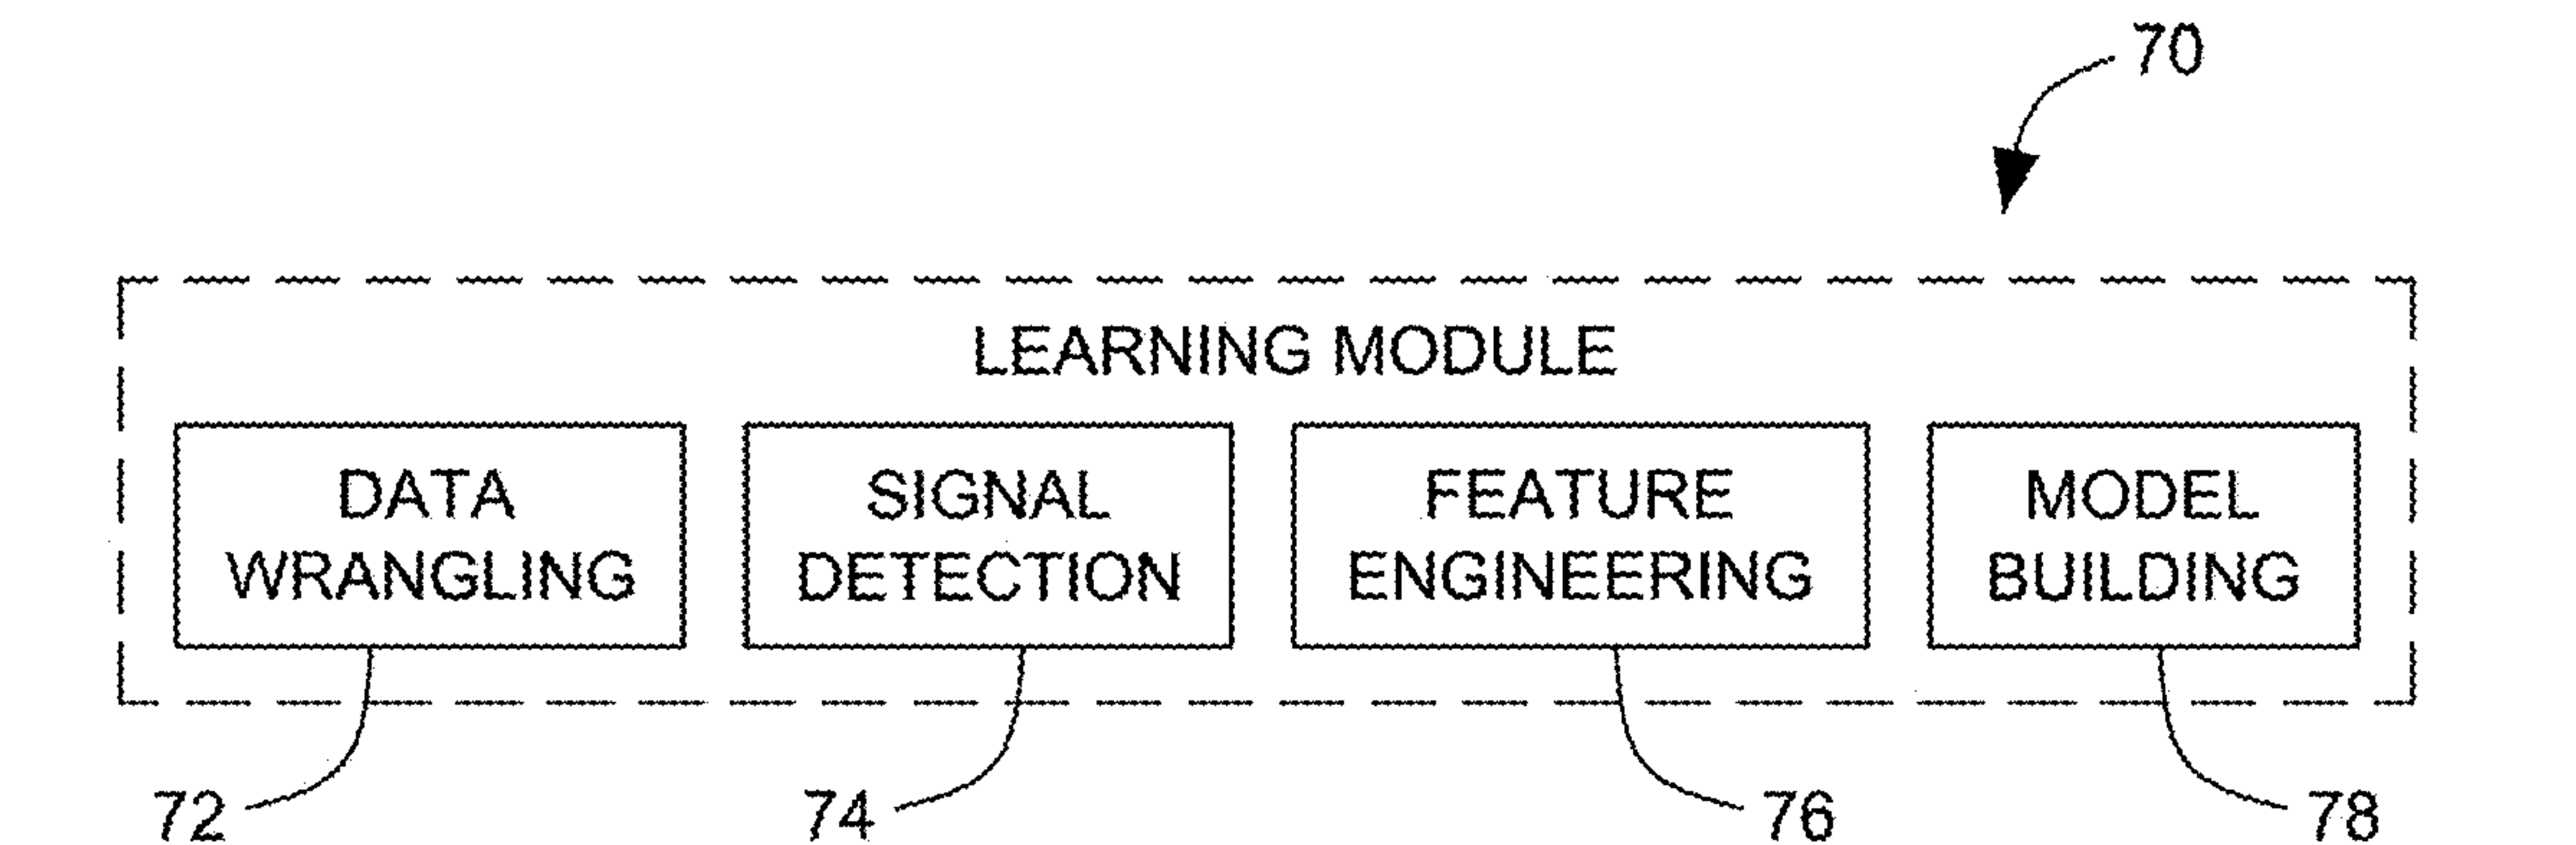 70
LEARNING MODULE
DATA
WRANGLING
SIGNAL
DETECTION
FEATURE
ENGINEERING
MODEL
BUILDING
72
74
76
78